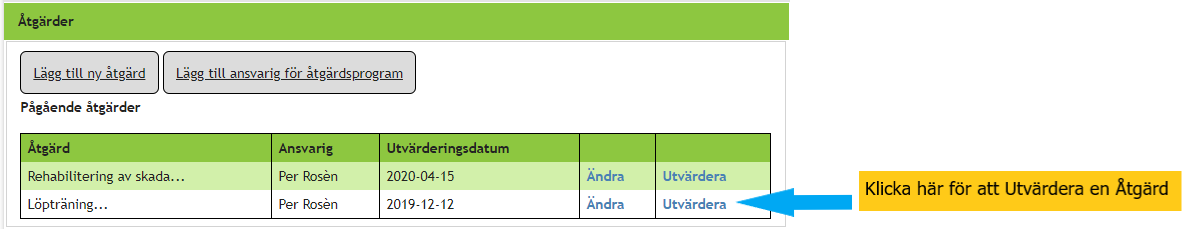 Åtgärder
Lägg till ny åtgärd Lägg till ansvarig för åtgärdsprogram
Pågående åtgärder
Åtgärd Ansvarig Utvärderingsdatum
Rehabilitering av skada... Per Rosèn 2020-04-15 Ändra Utvärdera
Löpträning... Per Rosèn 2019-12-12 Ändra Utvärdera
Klicka här för att Utvärdera en Åtgärd